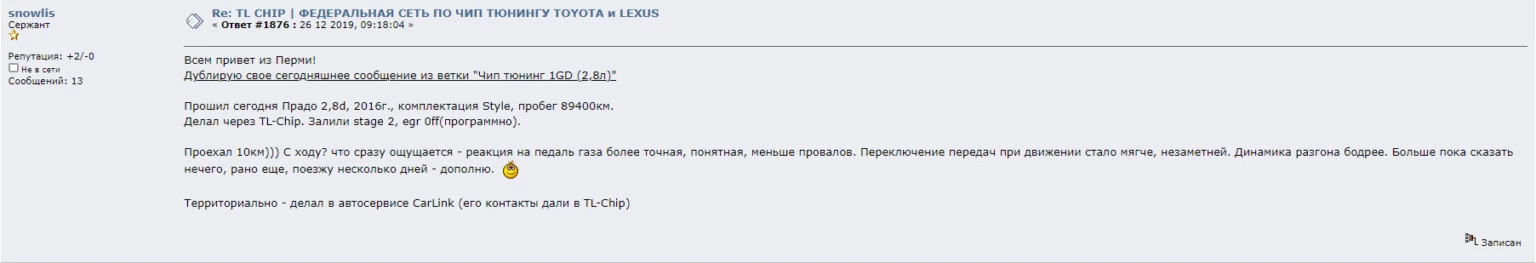 snowlis
Сержант
Репутация: +2/-0
Не в сети
Сообщений: 13
Re: TL CHIP | ФЕДЕРАЛЬНАЯ СЕТЬ ПО ЧИП ТЮНИНГУ TOYOTA и LEXUS
« Ответ #1876 : 26 12 2019, 09:18:04 »
Всем привет из Перми!
Дублирую свое сегодняшнее сообщение из ветки "Чип тюнинг 1GD (2,8л)"
Прошил сегодня Прадо 2,8d, 2016г., комплектация Style, пробег 89400км.
Делал через TL-Chip. Залили stage 2, egr 0ff(программно).
Проехал 10км))) С ходу? что сразу ощущается - реакция на педаль газа более точная, понятная, меньше провалов. Переключение передач при движении стало мягче, незаметней. Динамика разгона бодрее. Больше пока сказать
нечего, рано еще, поезжу несколько дней - дополню.
Территориально - делал в автосервисе CarLink (его контакты дали в TL-Chip)
Записан